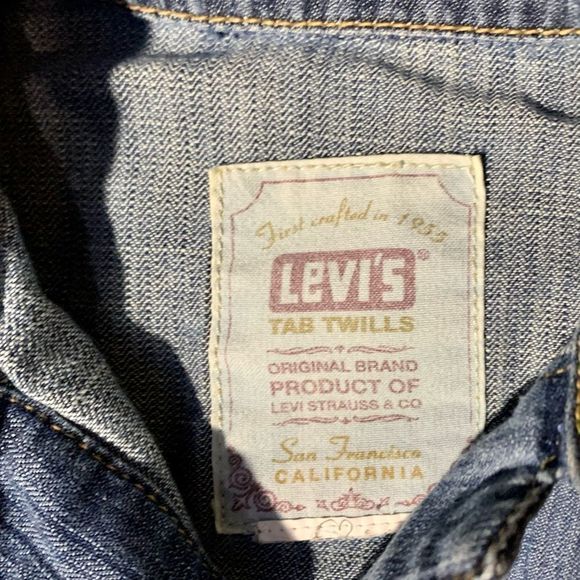 First crafted in 1955
LEVI'S®
TAB TWILLS
ORIGINAL BRAND
PRODUCT OF
LEVI STRAUSS & CO
San Francisco
CALIFORNIA